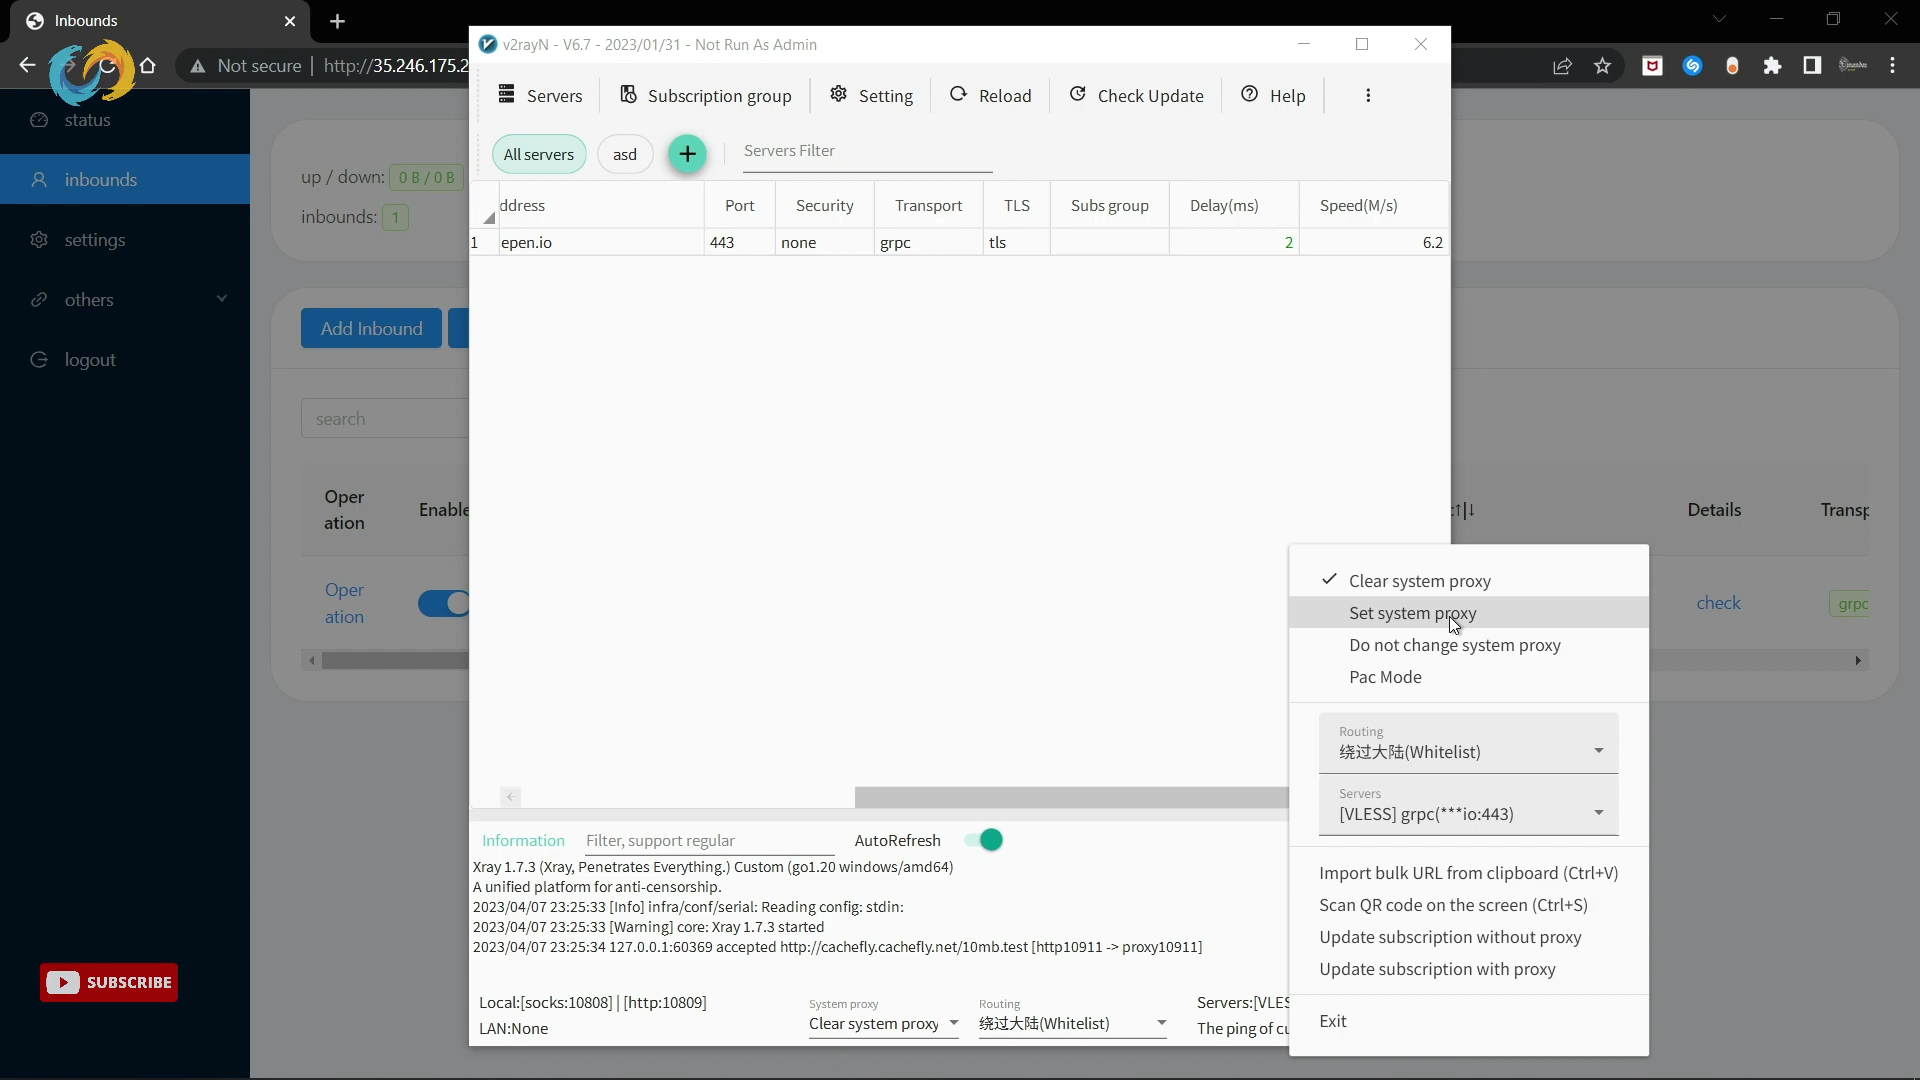 Inbounds
Not secure | http://35.246.175.2
v2rayN - V6.7 - 2023/01/31 - Not Run As Admin
Servers
Subscription group
Setting
Reload
Check Update
Help
All servers
asd
+
Servers Filter
ddress
Port
Security
Transport
TLS
Subs group
Delay(ms)
Speed(M/s)
1
epen.io
443
none
grpc
tls
2
6.2
status
inbounds
settings
others
logout
up / down: 0 B / 0 B
inbounds: 1
Add Inbound
search
Oper
ation
Enable
Details
Transp
Oper
ation
check
grpc
Clear system proxy
Set system proxy
Do not change system proxy
Pac Mode
Routing
绕过大陆(Whitelist)
Servers
[VLESS] grpc(***io:443)
Import bulk URL from clipboard (Ctrl+V)
Scan QR code on the screen (Ctrl+S)
Update subscription without proxy
Update subscription with proxy
Exit
Information
Filter, support regular
AutoRefresh
Xray 1.7.3 (Xray, Penetrates Everything.) Custom (go1.20 windows/amd64)
A unified platform for anti-censorship.
2023/04/07 23:25:33 [Info] infra/conf/serial: Reading config: stdin:
2023/04/07 23:25:33 [Warning] core: Xray 1.7.3 started
2023/04/07 23:25:34 127.0.0.1:60369 accepted http://cachefly.cachefly.net/10mb.test [http10911 -> proxy10911]
Local:[socks:10808] | [http:10809]
LAN:None
System proxy
Clear system proxy
Routing
绕过大陆(Whitelist)
Servers:[VLES
The ping of cu
SUBSCRIBE